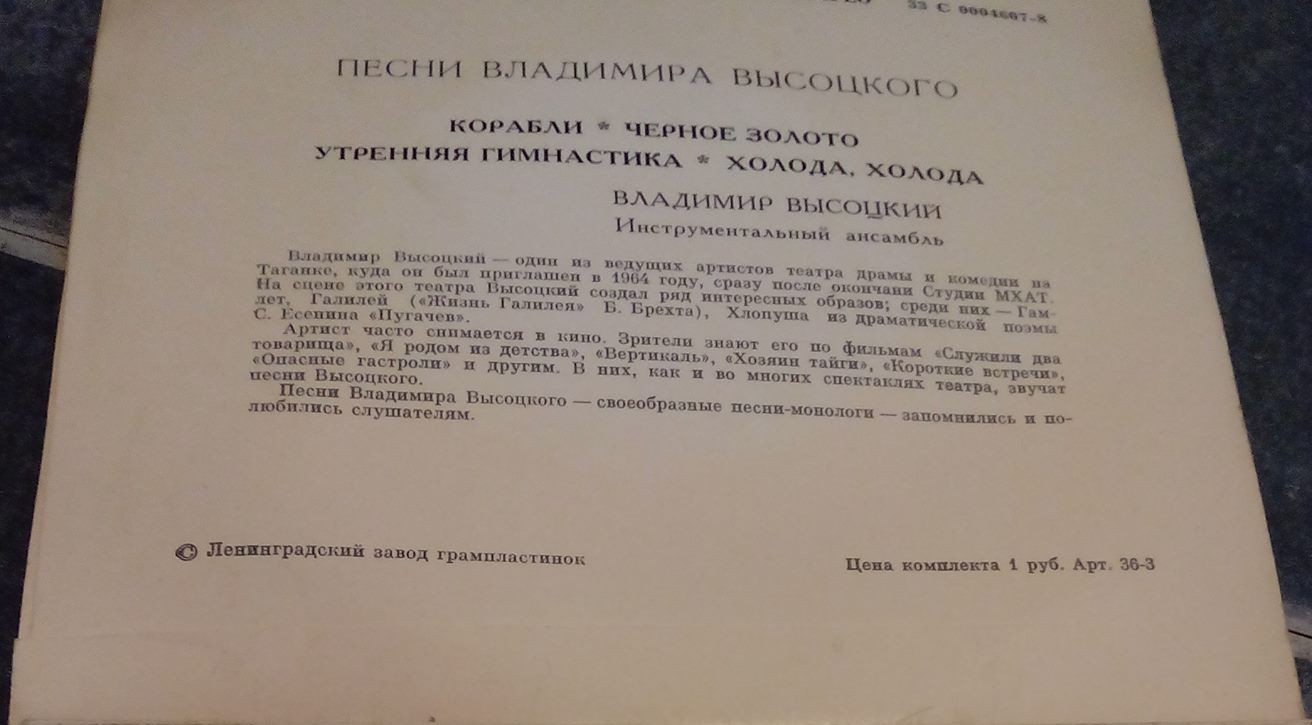 33 С 0004607-8
ПЕСНИ ВЛАДИМИРА ВЫСОЦКОГО
КОРАБЛИ * ЧЕРНОЕ ЗОЛОТО
УТРЕННЯЯ ГИМНАСТИКА * ХОЛОДА, ХОЛОДА
ВЛАДИМИР ВЫСОЦКИЙ
Инструментальный ансамбль
Владимир Высоцкий — один из ведущих артистов театра драмы и комедии на
Таганке, куда он был приглашен в 1964 году, сразу после окончани Студии МХАТ.
На сцене этого театра Высоцкий создал ряд интересных образов; среди них — Гам-
лет, Галилей («Жизнь Галилея» Б. Брехта), Хлопуша из драматической поэмы
С. Есенина «Пугачев».
Артист часто снимается в кино. Зрители знают его по фильмам «Служили два
товарища», «Я родом из детства», «Вертикаль», «Хозяин тайги», «Короткие встречи»,
«Опасные гастроли» и другим. В них, как и во многих спектаклях театра, звучат
песни Высоцкого.
Песни Владимира Высоцкого — своеобразные песни-монологи — запомнились и по-
любились слушателям.
© Ленинградский завод грампластинок
Цена комплекта 1 руб. Арт. 36-3